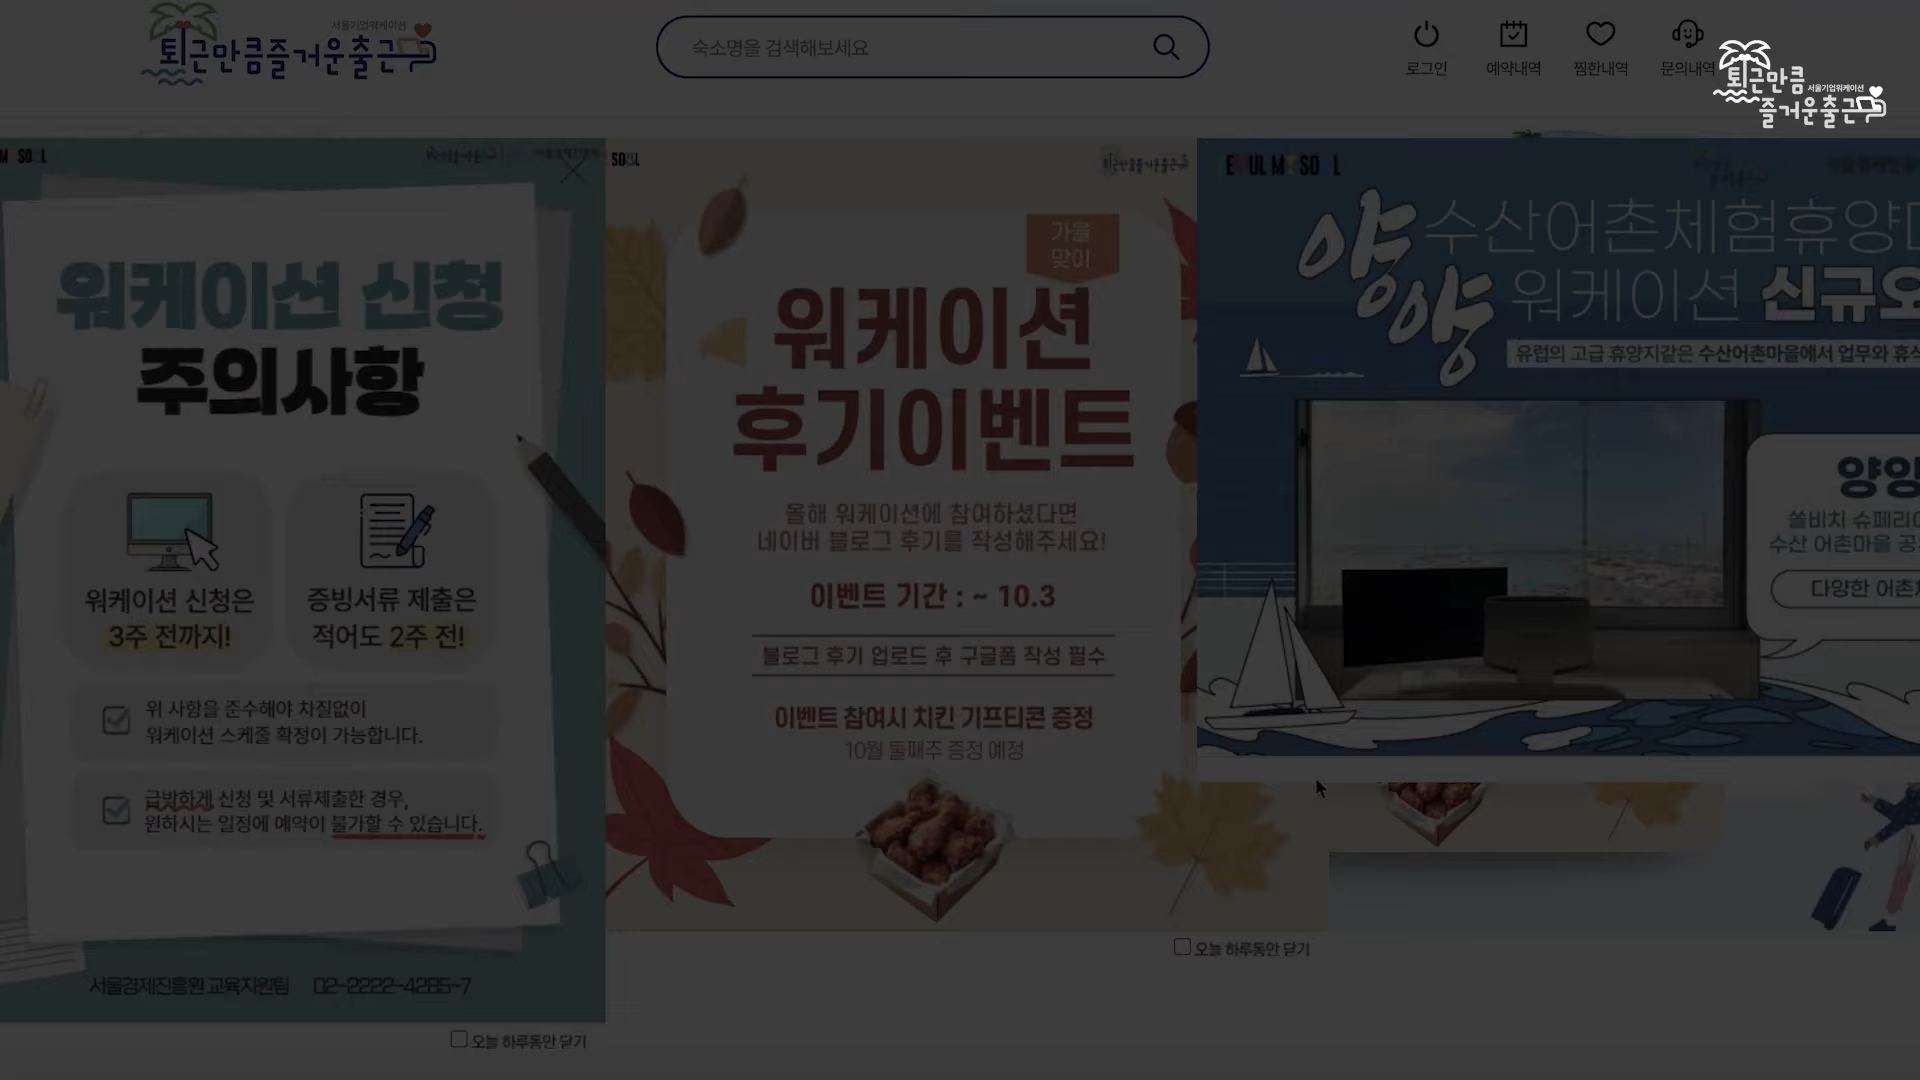 서울기업워케이션
퇴근만큼즐거운출근
숙소명을 검색해보세요
로그인
예약내역
찜한내역
문의내역
퇴근만큼
서울기업워케이션
즐거운출근
워케이션 신청
주의사항
워케이션 신청은
3주 전까지!
증빙서류 제출은
적어도 2주 전!
위 사항을 준수해야 차질없이
워케이션 스케줄 확정이 가능합니다.
급박하게 신청 및 서류제출한 경우,
원하시는 일정에 예약이 불가할 수 있습니다.
서울경제진흥원 교육지원팀 02-2222-4285~7
오늘 하루동안 닫기
가을
맞이
워케이션
후기이벤트
올해 워케이션에 참여하셨다면
네이버 블로그 후기를 작성해주세요!
이벤트 기간 : ~ 10.3
블로그 후기 업로드 후 구글폼 작성 필수
이벤트 참여시 치킨 기프티콘 증정
10월 둘째주 증정 예정
오늘 하루동안 닫기
양양
수산어촌체험휴양
워케이션 신규오
유럽의 고급 휴양지같은 수산어촌마을에서 업무와 휴식
양양
쏠비치 슈페리어
수산 어촌마을 공
다양한 어촌